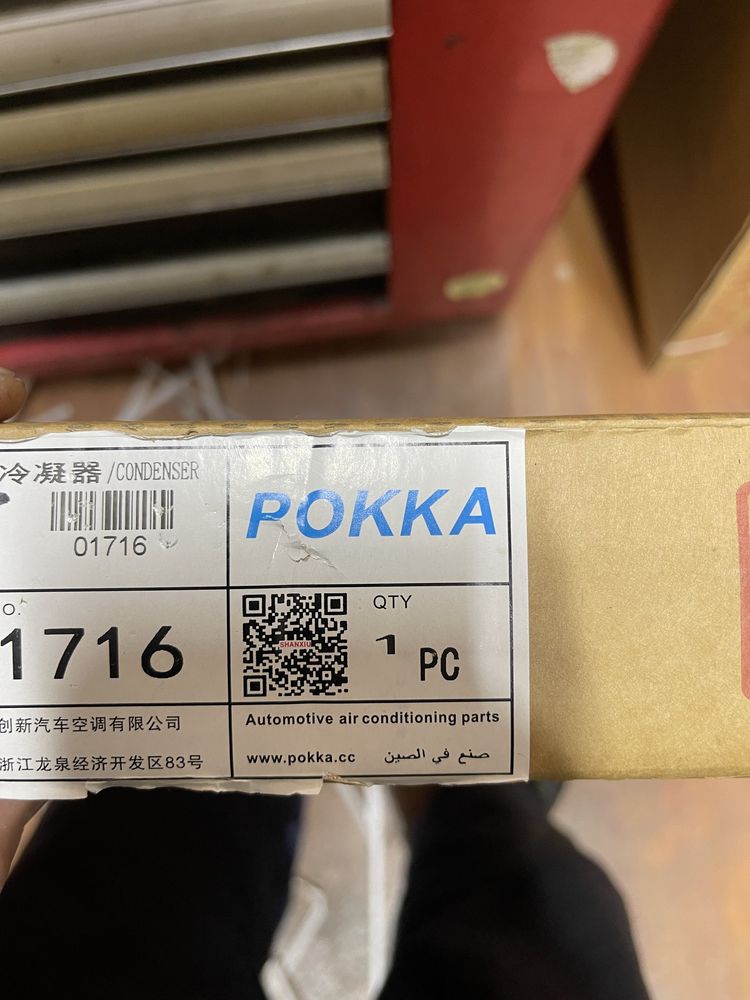 冷凝器/CONDENSER
01716
POKKA
O.
1716
SHANXIU
QTY
1 PC
创新汽车空调有限公司
浙江龙泉经济开发区83号
Automotive air conditioning parts
www.pokka.cc صنع في الصين